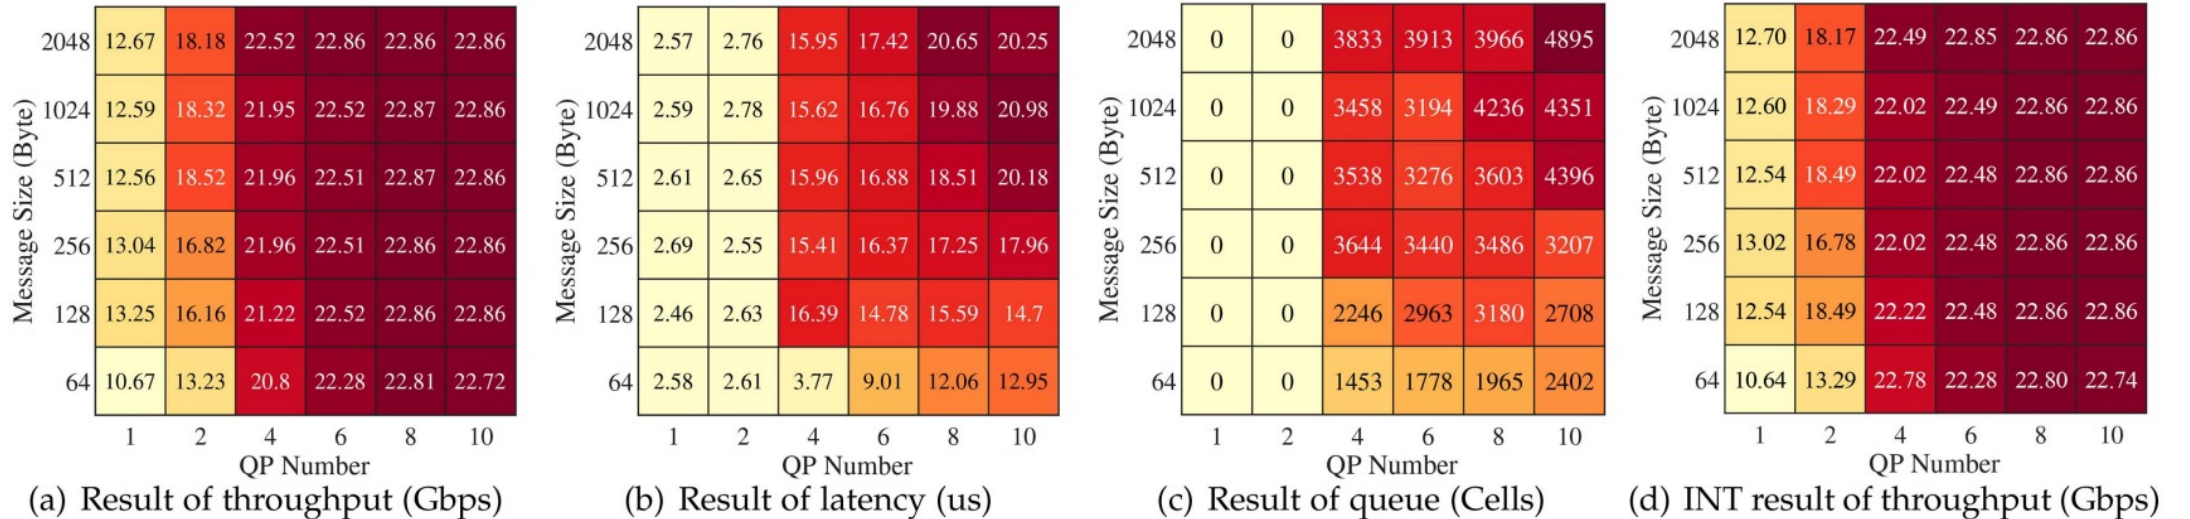 2048 12.67 18.18 22.52 22.86 22.86 22.86
1024 12.59 18.32 21.95 22.52 22.87 22.86
512 12.56 18.52 21.96 22.51 22.87 22.86
256 13.04 16.82 21.96 22.51 22.86 22.86
128 13.25 16.16 21.22 22.52 22.86 22.86
64 10.67 13.23 20.8 22.28 22.81 22.72
Message Size (Byte)
1 2 4 6 8 10
QP Number
(a) Result of throughput (Gbps)
2048 2.57 2.76 15.95 17.42 20.65 20.25
1024 2.59 2.78 15.62 16.76 19.88 20.98
512 2.61 2.65 15.96 16.88 18.51 20.18
256 2.69 2.55 15.41 16.37 17.25 17.96
128 2.46 2.63 16.39 14.78 15.59 14.7
64 2.58 2.61 3.77 9.01 12.06 12.95
Message Size (Byte)
1 2 4 6 8 10
QP Number
(b) Result of latency (us)
2048 0 0 3833 3913 3966 4895
1024 0 0 3458 3194 4236 4351
512 0 0 3538 3276 3603 4396
256 0 0 3644 3440 3486 3207
128 0 0 2246 2963 3180 2708
64 0 0 1453 1778 1965 2402
Message Size (Byte)
1 2 4 6 8 10
QP Number
(c) Result of queue (Cells)
2048 12.70 18.17 22.49 22.85 22.86 22.86
1024 12.60 18.29 22.02 22.49 22.86 22.86
512 12.54 18.49 22.02 22.48 22.86 22.86
256 13.02 16.78 22.02 22.48 22.86 22.86
128 12.54 18.49 22.22 22.48 22.86 22.86
64 10.64 13.29 22.78 22.28 22.80 22.74
Message Size (Byte)
1 2 4 6 8 10
QP Number
(d) INT result of throughput (Gbps)